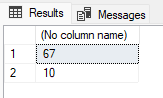 Results Messages
(No column name)
1 67
2 10